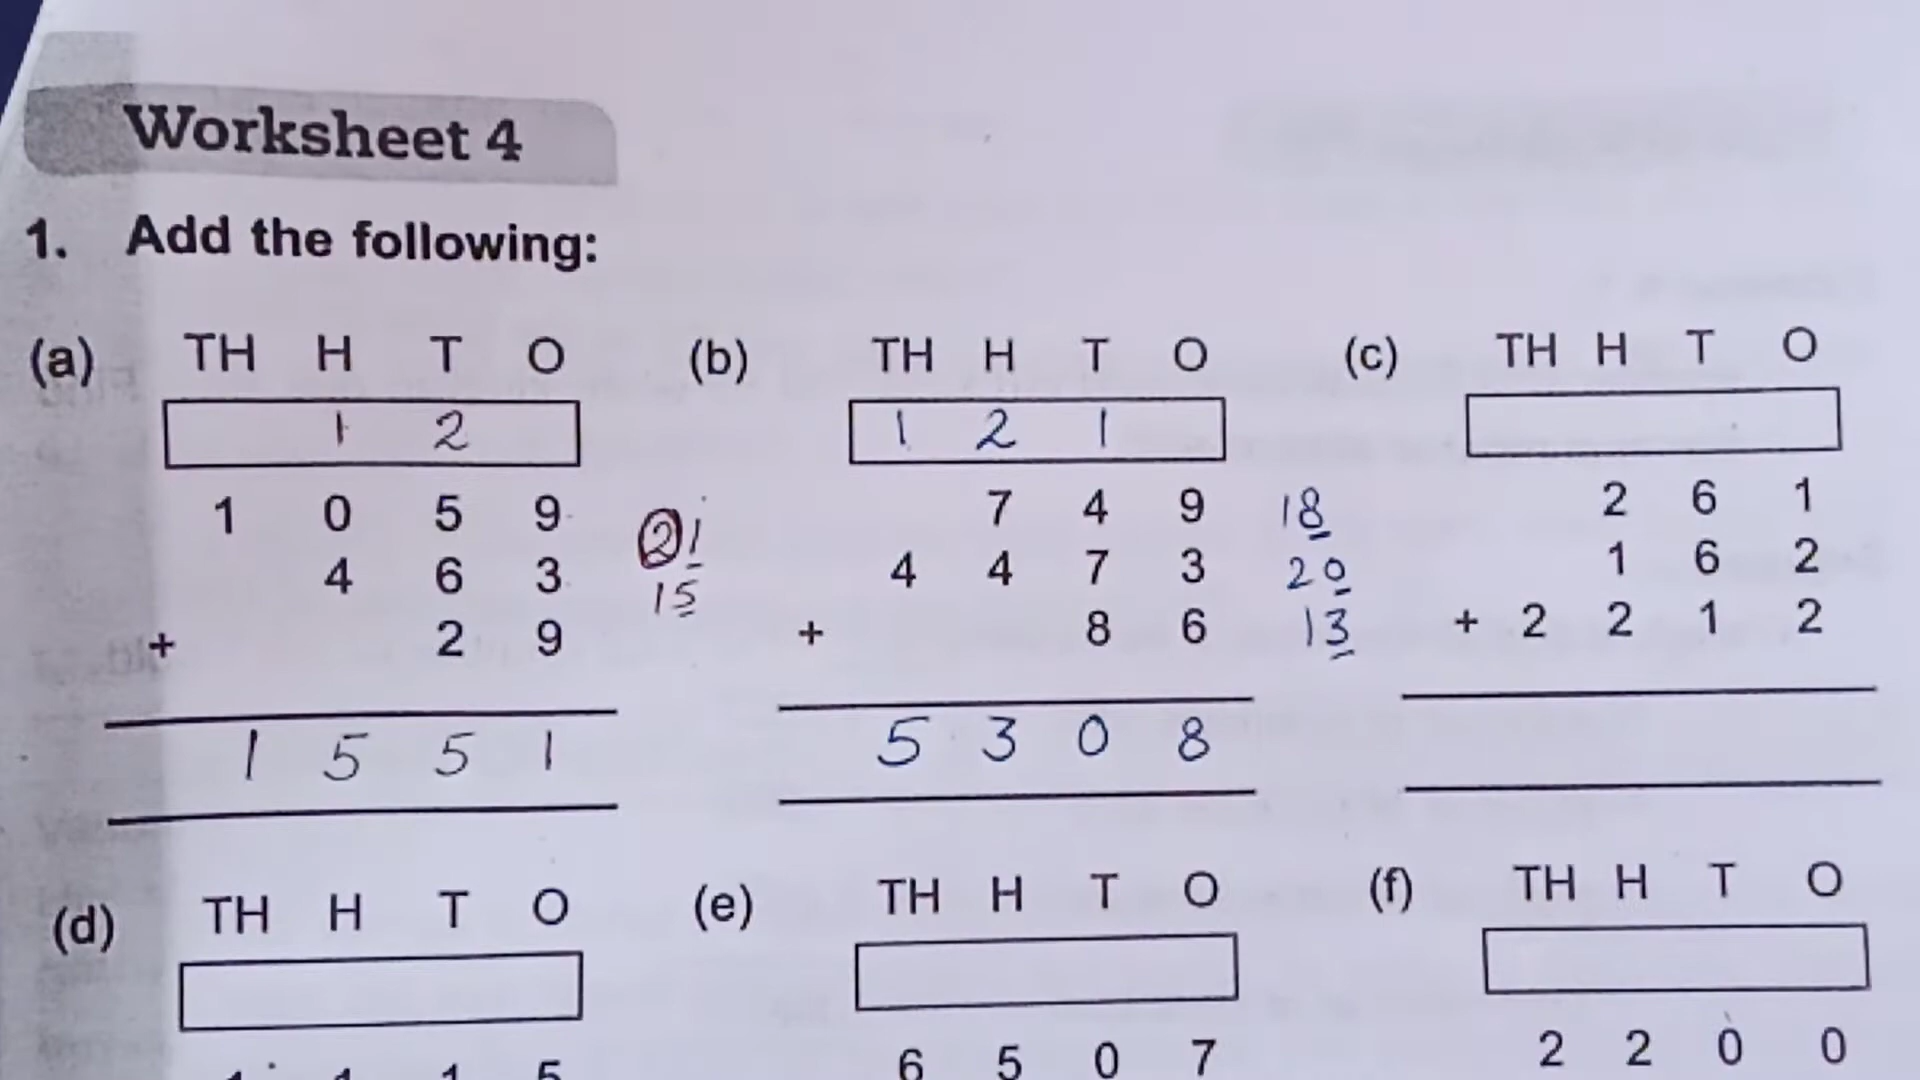 Worksheet 4
1. Add the following:
(a) TH H T O (b) TH H T O (c) TH H T O
1 2 1 2 1
1 0 5 9 21 7 4 9 18 2 6 1
4 6 3 15 4 4 7 3 20 1 6 2
+ 2 9 + 8 6 13 + 2 2 1 2
1 5 5 1 5 3 0 8
(d) TH H T O (e) TH H T O (f) TH H T O
6 5 0 7 2 2 0 0